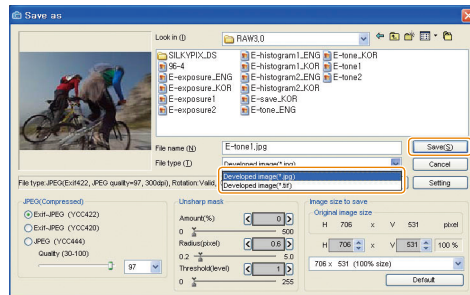 Save as
Look in (I)
RAW3,0
SILKYPIX_DS
96-4
E-exposure_ENG
E-exposure_KOR
E-exposure1
E-exposure2
E-histogram1_ENG
E-histogram1_KOR
E-histogram2_ENG
E-histogram2_KOR
E-save_KOR
E-tone_ENG
E-tone_KOR
E-tone1
E-tone2
File name (N)
E-tone1.jpg
Save(S)
File type (T)
Developed image(*.jpg)
Cancel
Developed image(*.jpg)
Developed image(*.tif)
File type:JPEG(Exif422, JPEG quality=97, 300dpi), Rotation:Valid,
Setting
JPEG(Compressed)
Exif-JPEG (YCC422)
Exif-JPEG (YCC420)
JPEG (YCC444)
Quality (30-100)
97
Unsharp mask
Amount(%)
0
0 500
Radius(pixel)
0.6
0.2 5.0
Threshold(level)
1
0 255
Image size to save
Original image size
H 706 x V 531 pixel
H 706 x V 531 100 %
706 x 531 (100% size)
Default